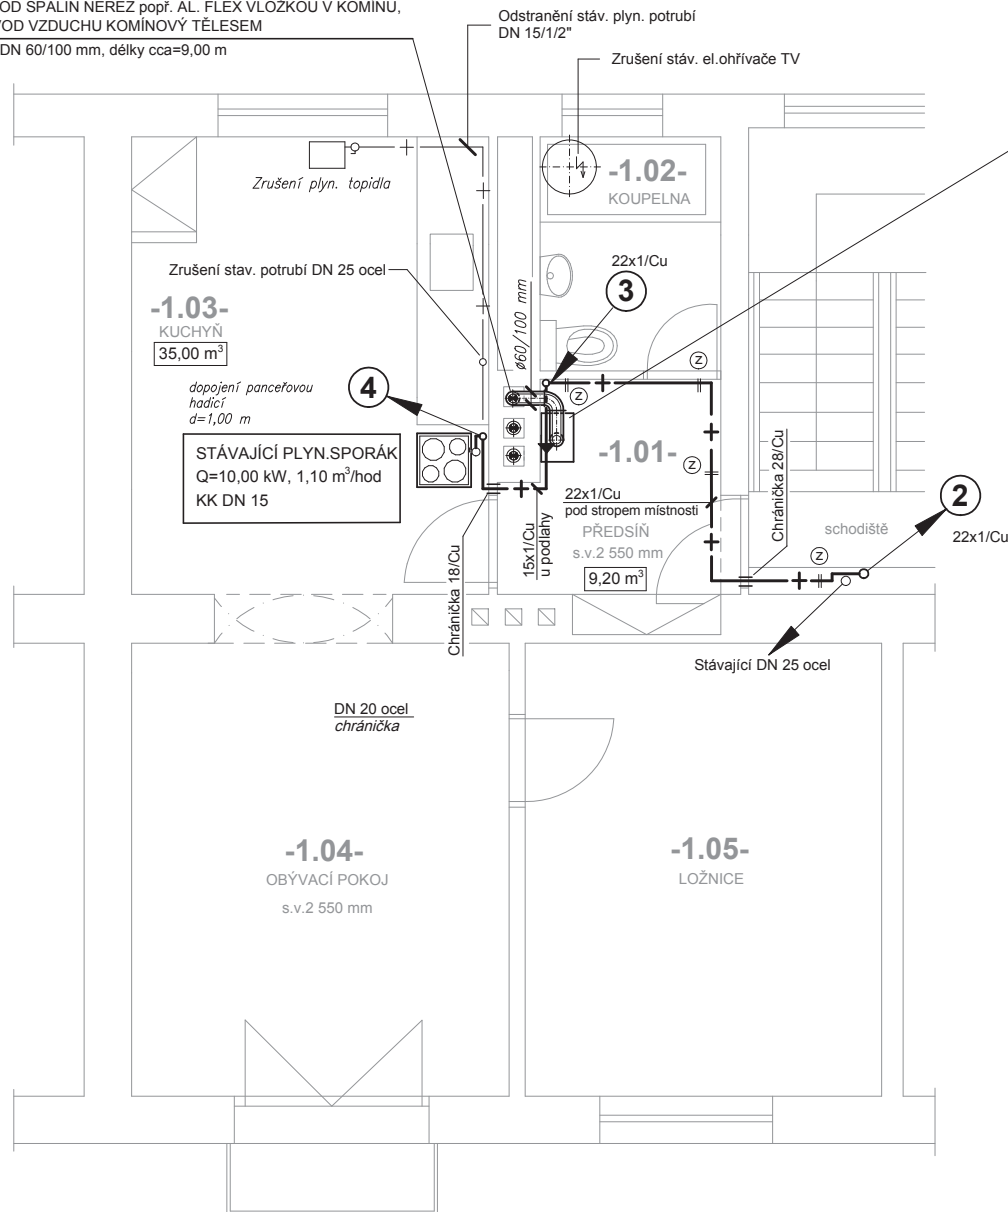 OD SPALIN NEREZ popř. AL. FLEX VLOŽKOU V KOMÍNU,
VOD VZDUCHU KOMÍNOVÝ TĚLESEM
DN 60/100 mm, délky cca=9,00 m
Odstranění stáv. plyn. potrubí
DN 15/1/2"
Zrušení stáv. el.ohřívače TV
Zrušení plyn. topidla
-1.02-
KOUPELNA
Zrušení stav. potrubí DN 25 ocel
22x1/Cu
3
ø60/100 mm
-1.03-
KUCHYŇ
35,00 m³
dopojení panceřovou
hadicí
d=1,00 m
4
STÁVAJÍCÍ PLYN.SPORÁK
Q=10,00 kW, 1,10 m³/hod
KK DN 15
Z
Z
Z
-1.01-
22x1/Cu
pod stropem místnosti
PŘEDSÍŇ
s.v.2 550 mm
9,20 m³
15x1/Cu
u podlahy
Chránička 18/Cu
Chránička 28/Cu
schodiště
2
22x1/Cu
Z
Stávající DN 25 ocel
DN 20 ocel
chránička
-1.04-
OBÝVACÍ POKOJ
s.v.2 550 mm
-1.05-
LOŽNICE